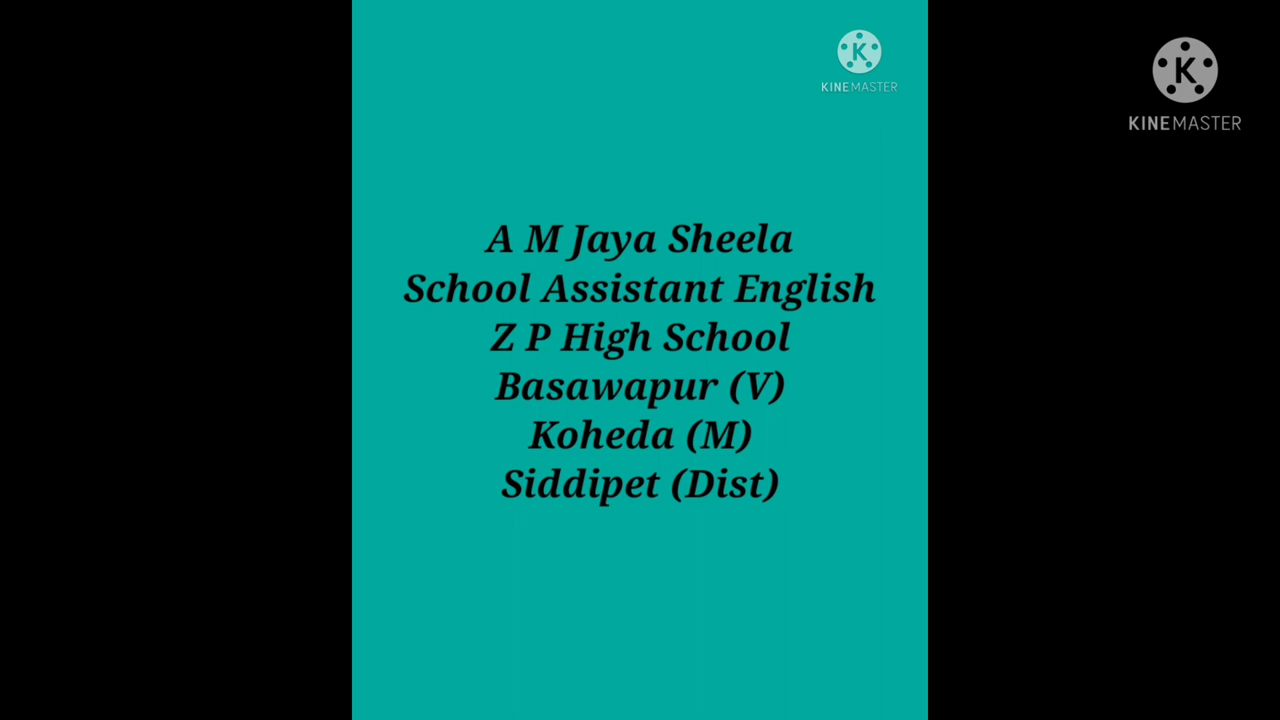 KINEMASTER
KINEMASTER
A M Jaya Sheela
School Assistant English
Z P High School
Basawapur (V)
Koheda (M)
Siddipet (Dist)